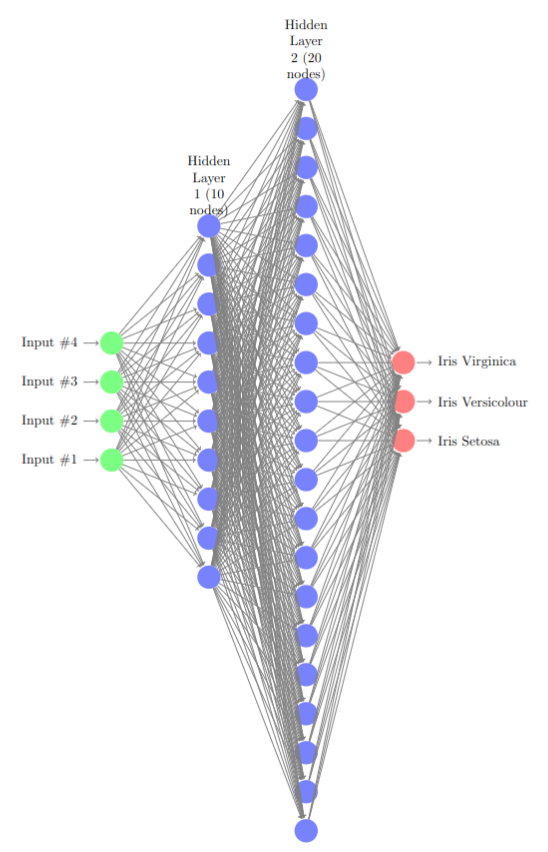 Hidden
Layer
2 (20
nodes)
Hidden
Layer
1 (10
nodes)
Input #4
Input #3
Input #2
Input #1
Iris Virginica
Iris Versicolour
Iris Setosa